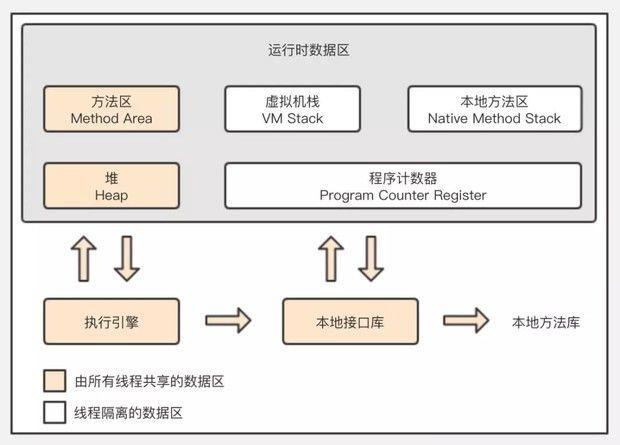 运行时数据区
方法区
Method Area
虚拟机栈
VM Stack
本地方法区
Native Method Stack
堆
Heap
程序计数器
Program Counter Register
执行引擎
本地接口库
本地方法库
由所有线程共享的数据区
线程隔离的数据区